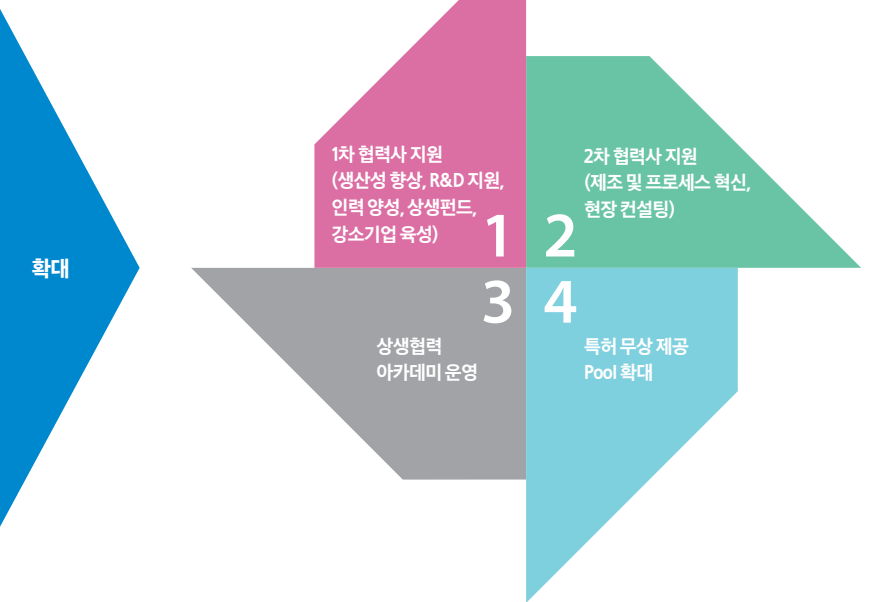 확대
1차 협력사 지원
(생산성 향상, R&D 지원,
인력 양성, 상생펀드,
강소기업 육성)
1
2차 협력사 지원
(제조 및 프로세스 혁신,
현장 컨설팅)
2
3
상생협력
아카데미 운영
4
특허 무상 제공
Pool 확대